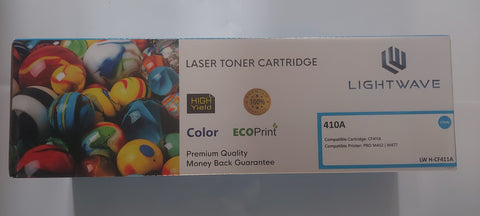 LASER TONER CARTRIDGE
LIGHTWAVE
HIGH
Yield
100%
Color
ECOPrint
Premium Quality
Money Back Guarantee
410A
Compatible Cartridge: CF411A
Compatible Printer: PRO M452 | M477
LW H-CF411A